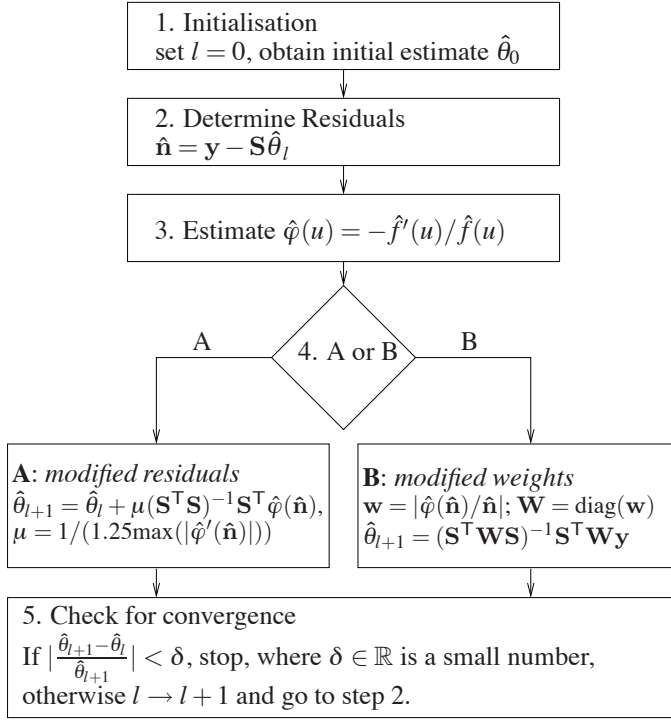 1. Initialisation
set l = 0, obtain initial estimate θ̂₀
2. Determine Residuals
n̂ = y − Sθ̂ₗ
3. Estimate φ̂(u) = −f̂′(u)/f̂(u)
A
4. A or B
B
A: modified residuals
θ̂ₗ₊₁ = θ̂ₗ + μ(SᵀS)⁻¹Sᵀφ̂(n̂),
μ = 1/(1.25max(|φ̂′(n̂)|))
B: modified weights
w = |φ̂(n̂)/n̂|; W = diag(w)
θ̂ₗ₊₁ = (SᵀWS)⁻¹SᵀWy
5. Check for convergence
If |(θ̂ₗ₊₁−θ̂ₗ)/θ̂ₗ₊₁| < δ, stop, where δ ∈ ℝ is a small number,
otherwise l → l + 1 and go to step 2.